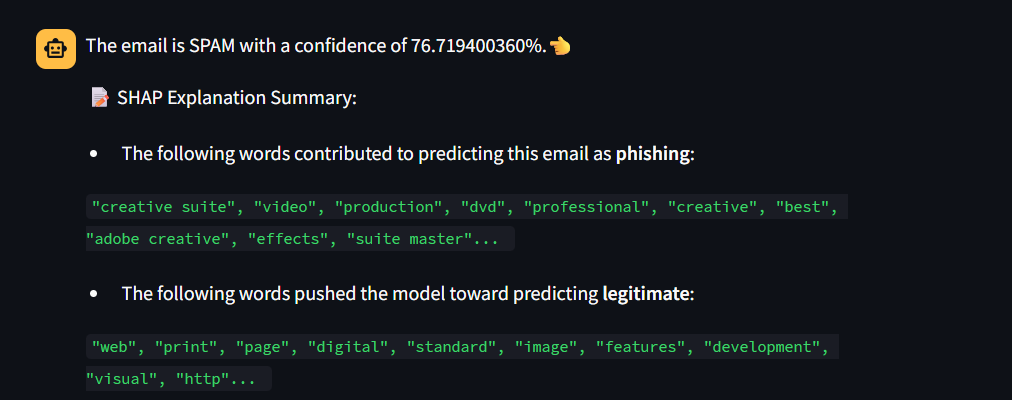 The email is SPAM with a confidence of 76.719400360%.👈
📝 SHAP Explanation Summary:
• The following words contributed to predicting this email as phishing:
"creative suite", "video", "production", "dvd", "professional", "creative", "best",
"adobe creative", "effects", "suite master"...
• The following words pushed the model toward predicting legitimate:
"web", "print", "page", "digital", "standard", "image", "features", "development",
"visual", "http"...